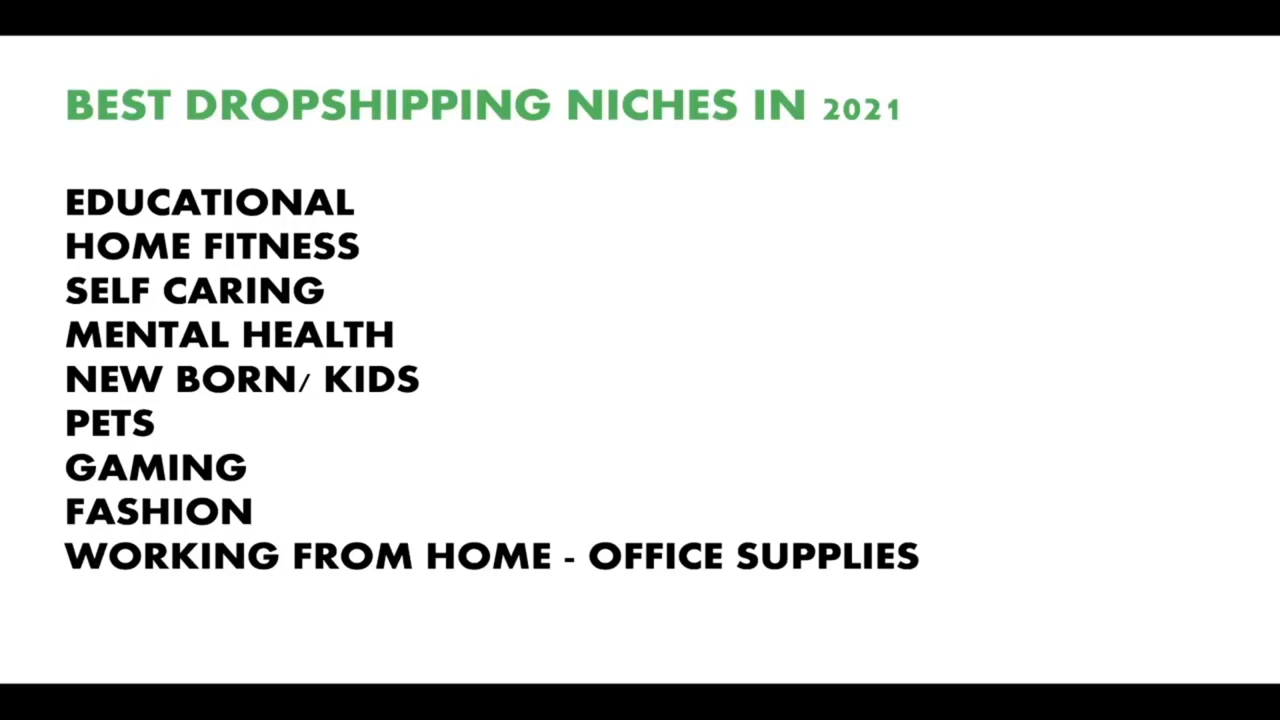 BEST DROPSHIPPING NICHES IN 2021
EDUCATIONAL
HOME FITNESS
SELF CARING
MENTAL HEALTH
NEW BORN/ KIDS
PETS
GAMING
FASHION
WORKING FROM HOME - OFFICE SUPPLIES